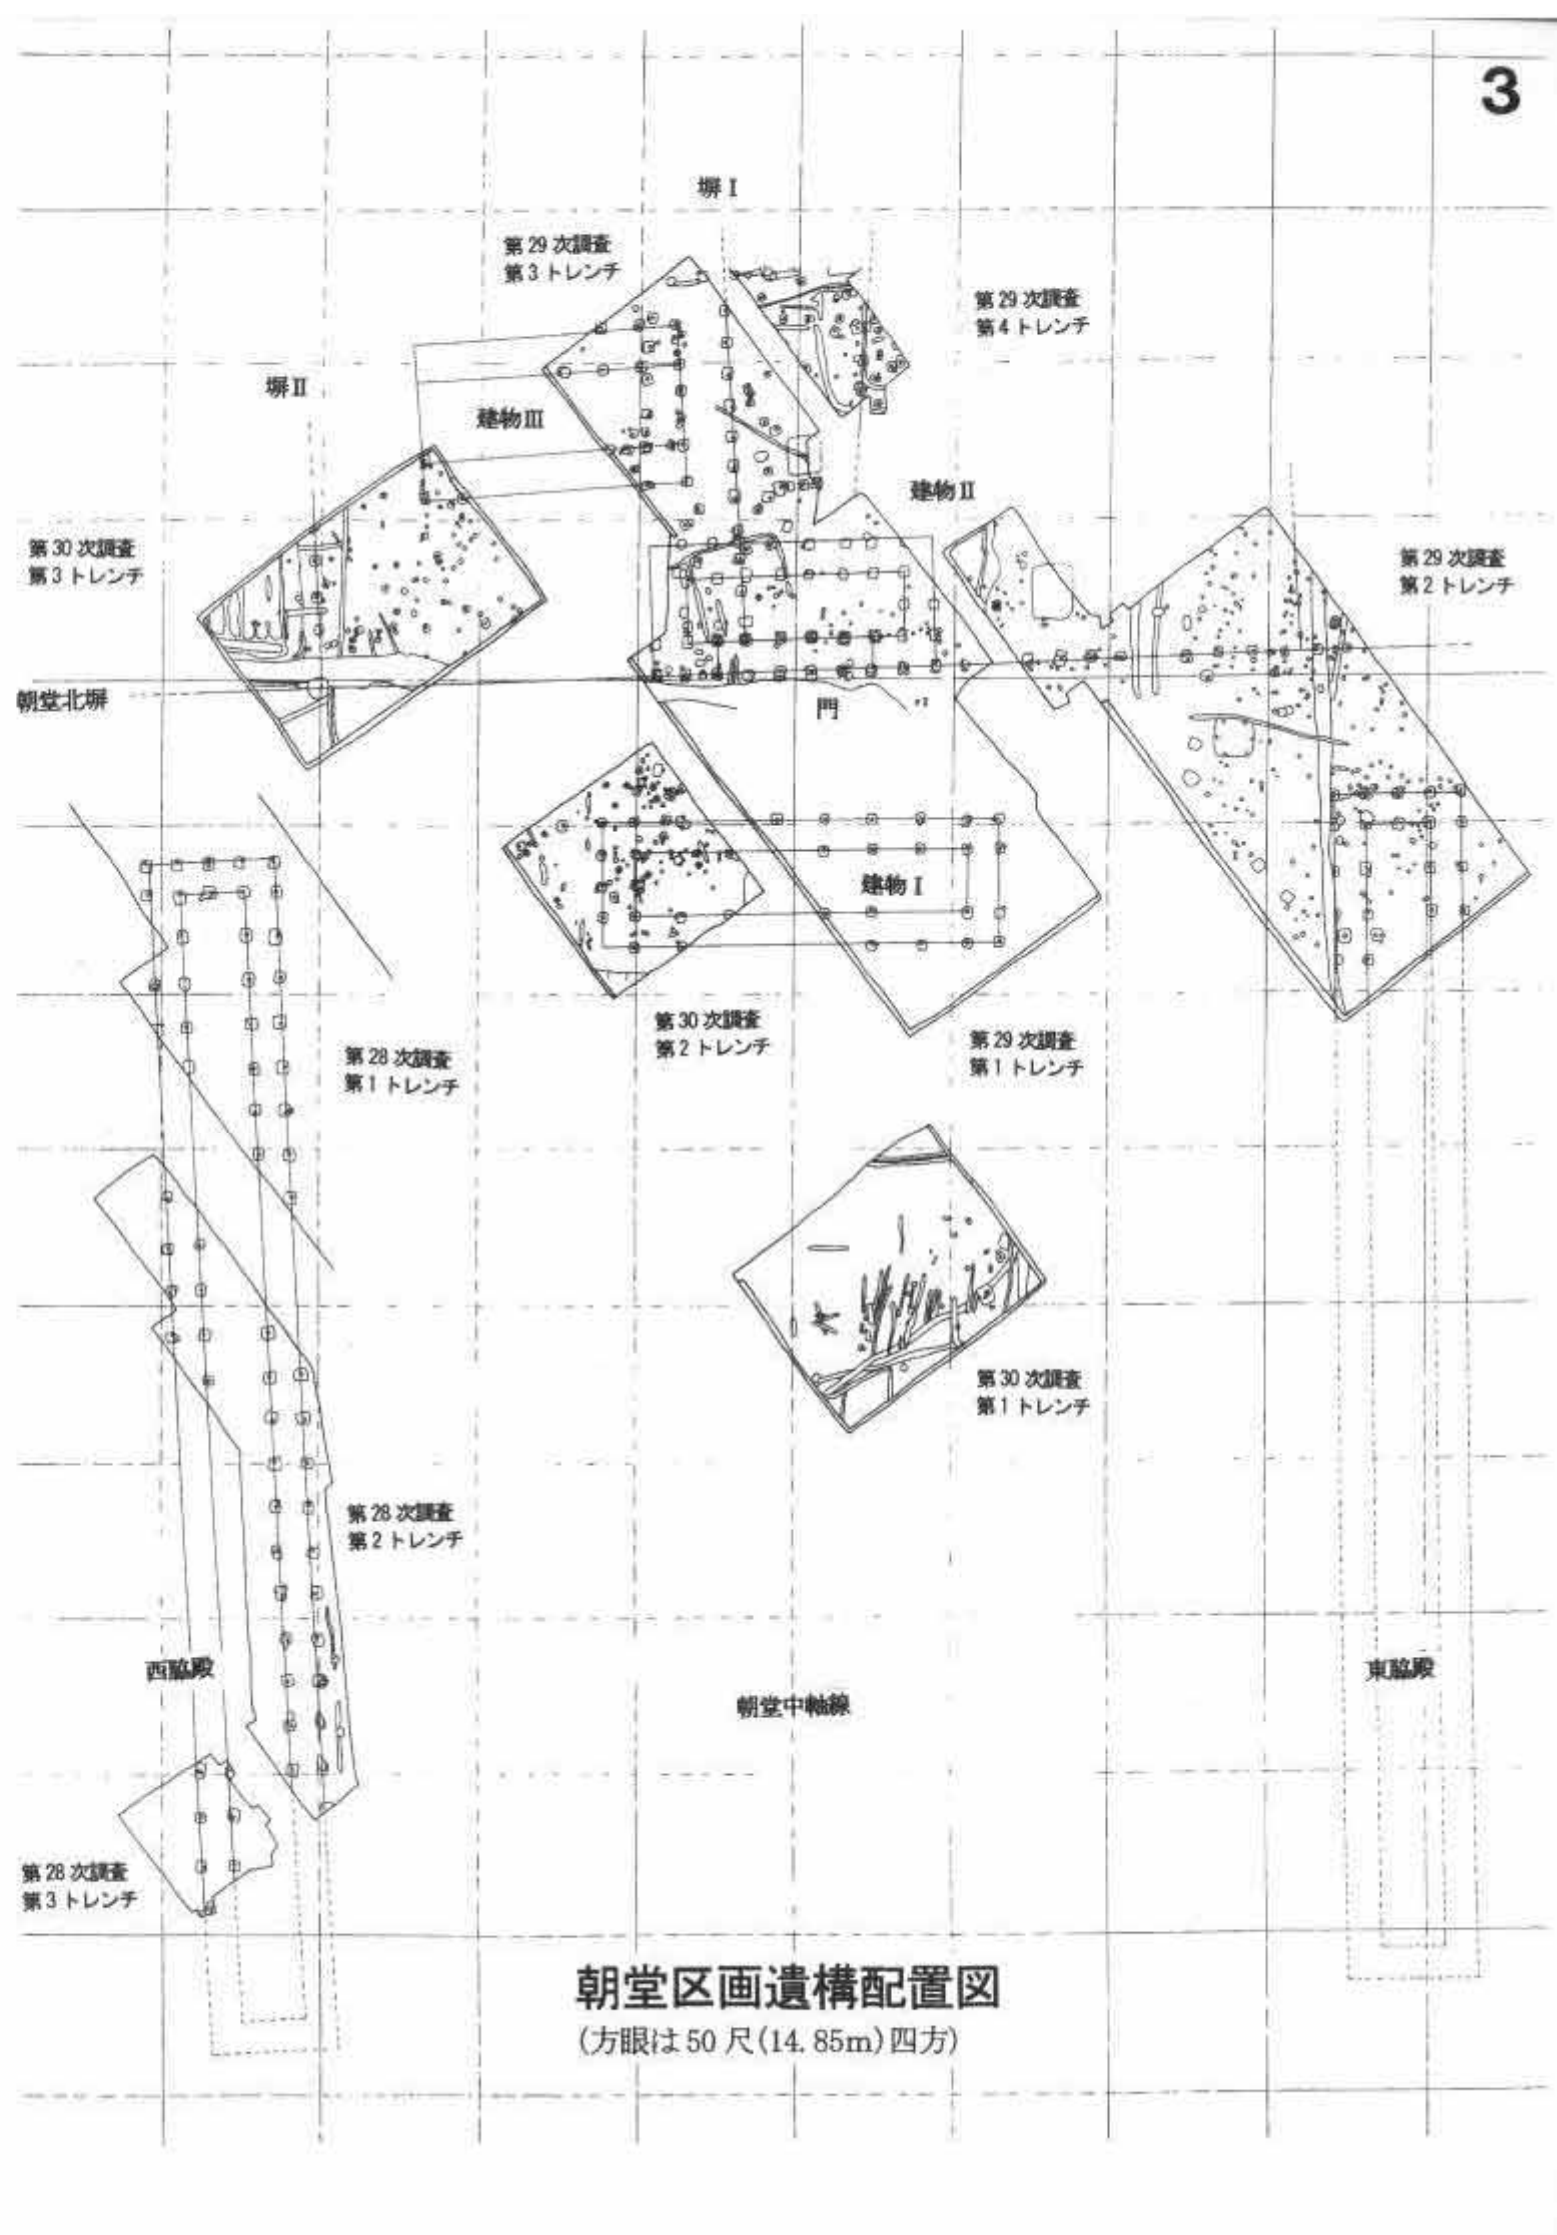 3
塀Ⅰ
第29次調査
第3トレンチ
第29次調査
第4トレンチ
塀Ⅱ
建物Ⅲ
建物Ⅱ
第30次調査
第3トレンチ
第29次調査
第2トレンチ
朝堂北塀
門
建物Ⅰ
第30次調査
第2トレンチ
第29次調査
第1トレンチ
第28次調査
第1トレンチ
第30次調査
第1トレンチ
第28次調査
第2トレンチ
西脇殿
東脇殿
朝堂中軸線
第28次調査
第3トレンチ
朝堂区画遺構配置図
(方眼は50尺(14.85m)四方)